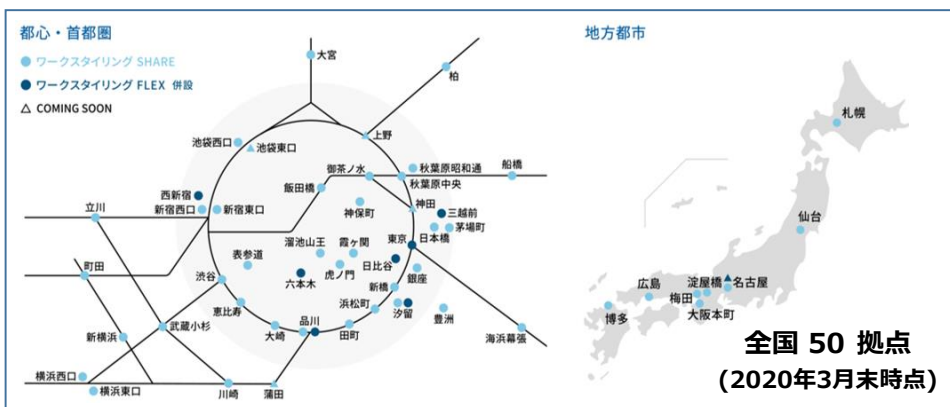 都心・首都圏
ワークスタイリング SHARE
ワークスタイリング FLEX 併設
COMING SOON
大宮
柏
上野
池袋西口
池袋東口
御茶ノ水
秋葉原昭和通
船橋
秋葉原中央
飯田橋
西新宿
新宿西口
新宿東口
神保町
神田
三越前
立川
日本橋
茅場町
東京
溜池山王
霞ヶ関
表参道
虎ノ門
日比谷
銀座
町田
渋谷
六本木
新橋
恵比寿
浜松町
汐留
豊洲
武蔵小杉
大崎
品川
田町
新横浜
海浜幕張
横浜西口
横浜東口
川崎
蒲田
地方都市
札幌
仙台
広島
淀屋橋
名古屋
梅田
博多
大阪本町
全国 50 拠点
(2020年3月末時点)